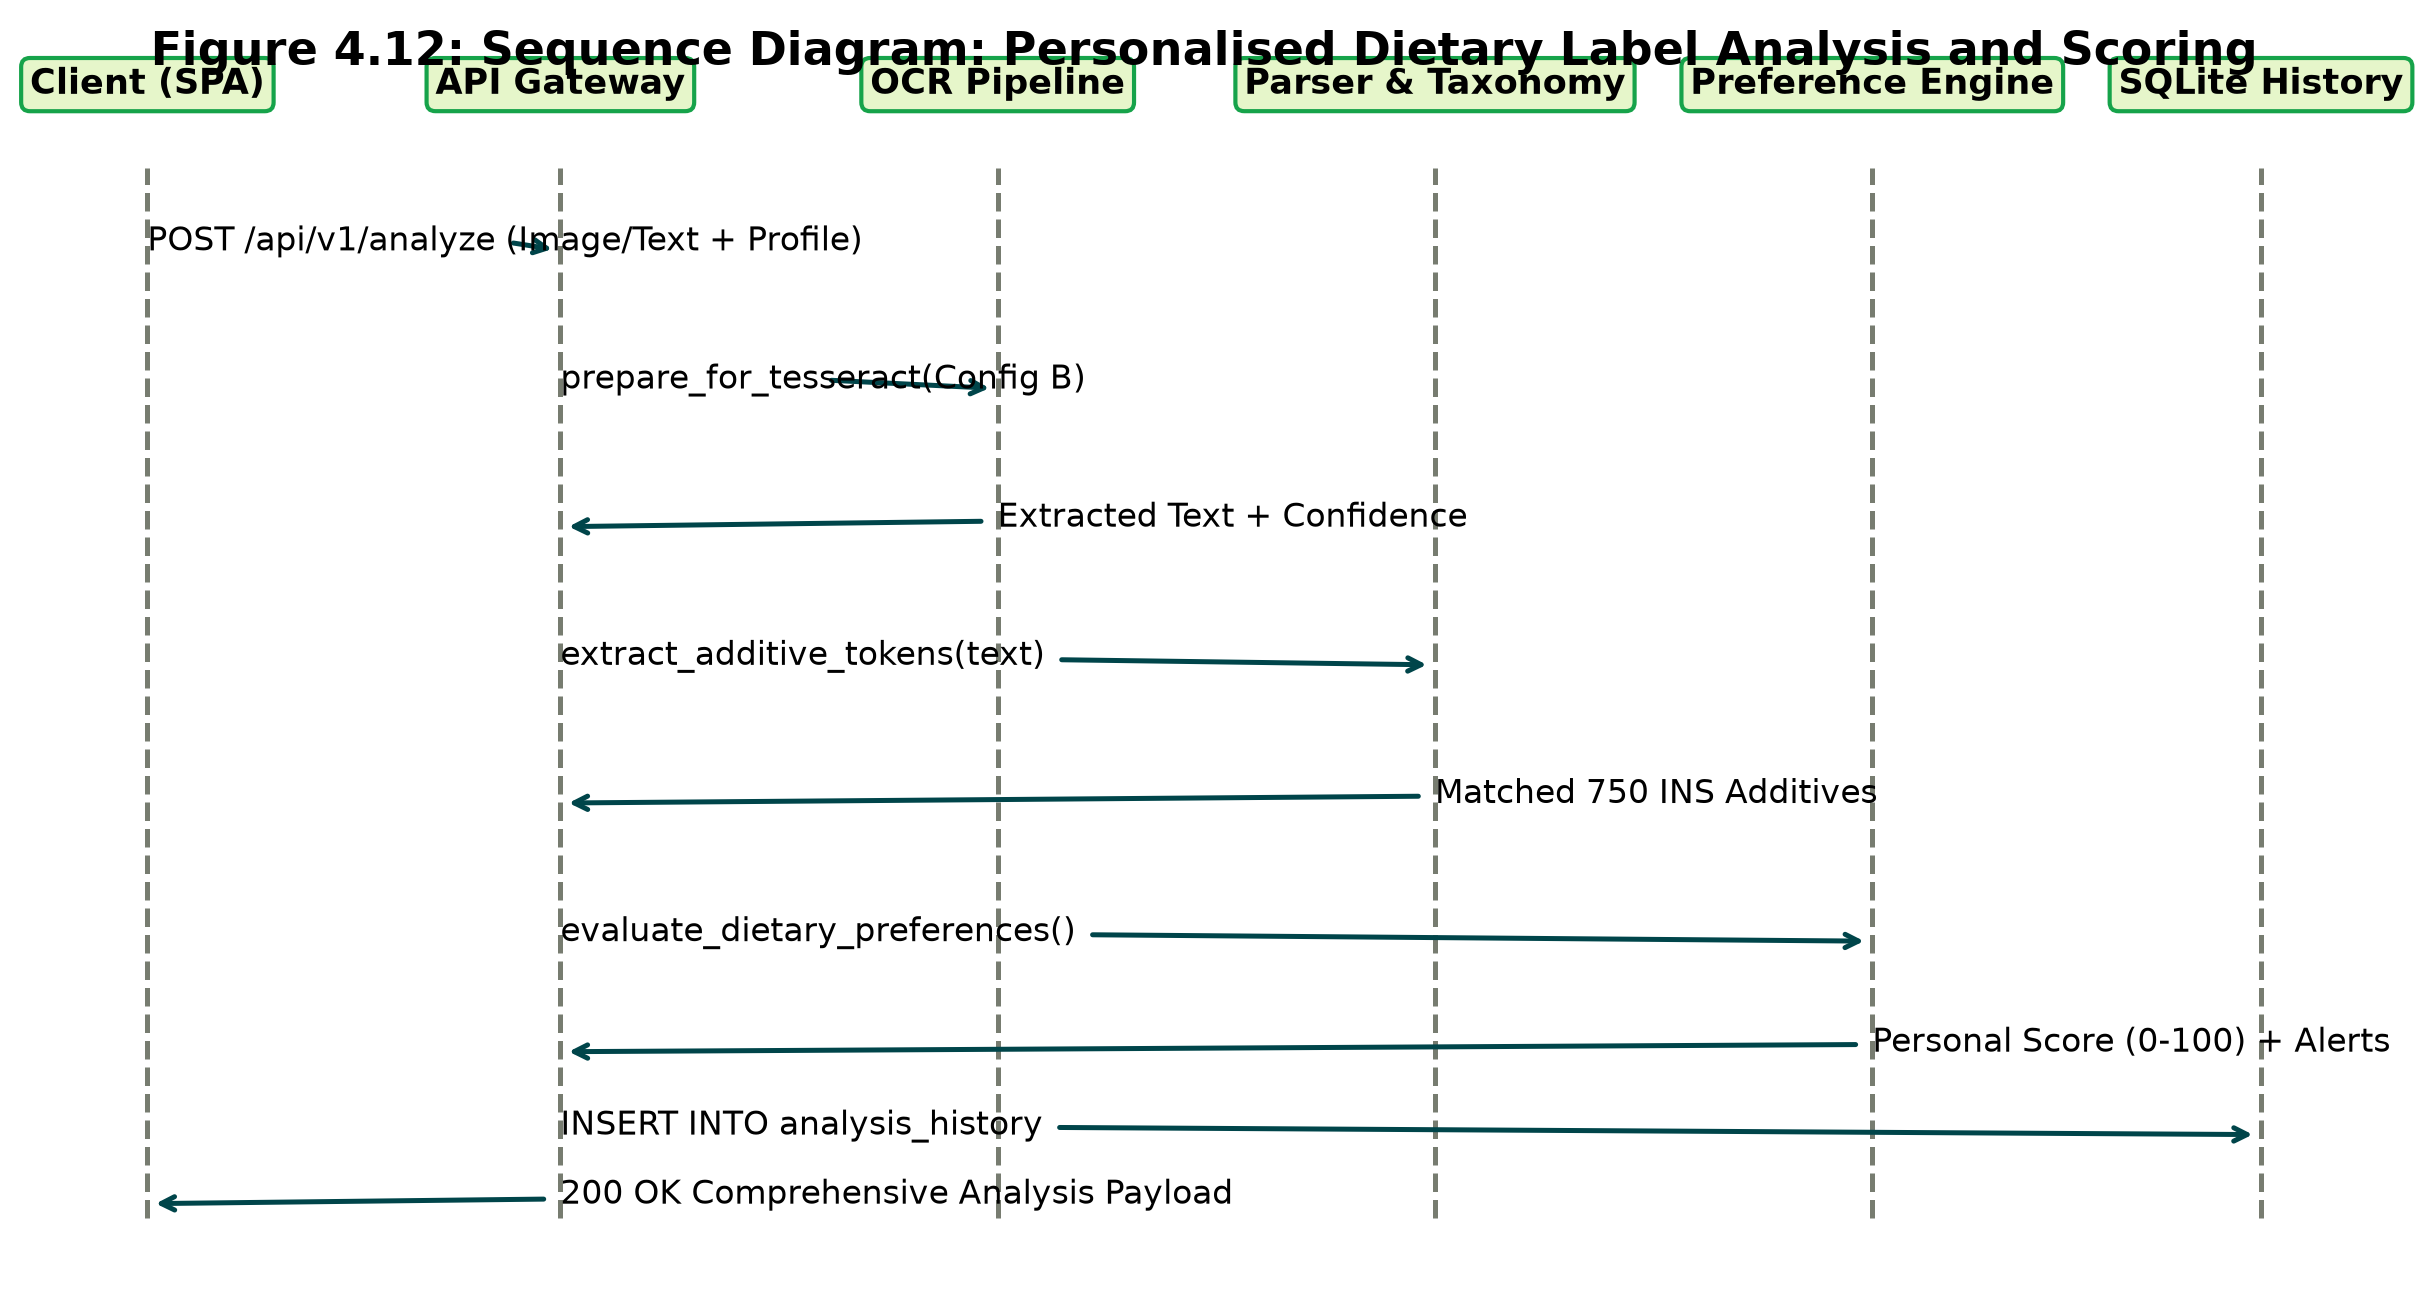 Figure 4.12: Sequence Diagram: Personalised Dietary Label Analysis and Scoring
Client (SPA)
API Gateway
OCR Pipeline
Parser & Taxonomy
Preference Engine
SQLite History
POST /api/v1/analyze (Image/Text + Profile)
prepare_for_tesseract(Config B)
Extracted Text + Confidence
extract_additive_tokens(text)
Matched 750 INS Additives
evaluate_dietary_preferences()
Personal Score (0-100) + Alerts
INSERT INTO analysis_history
200 OK Comprehensive Analysis Payload